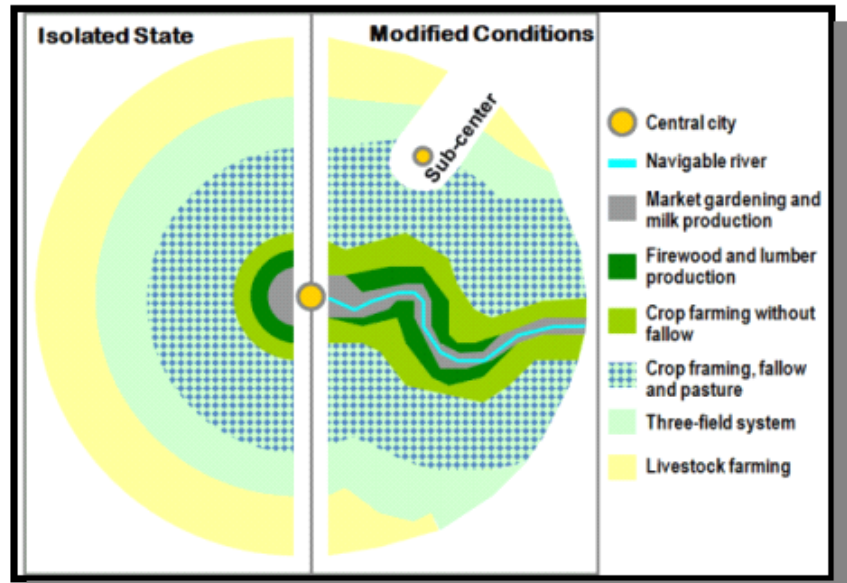 Isolated State
Modified Conditions
Sub-center
Central city
Navigable river
Market gardening and
milk production
Firewood and lumber
production
Crop farming without
fallow
Crop framing, fallow
and pasture
Three-field system
Livestock farming